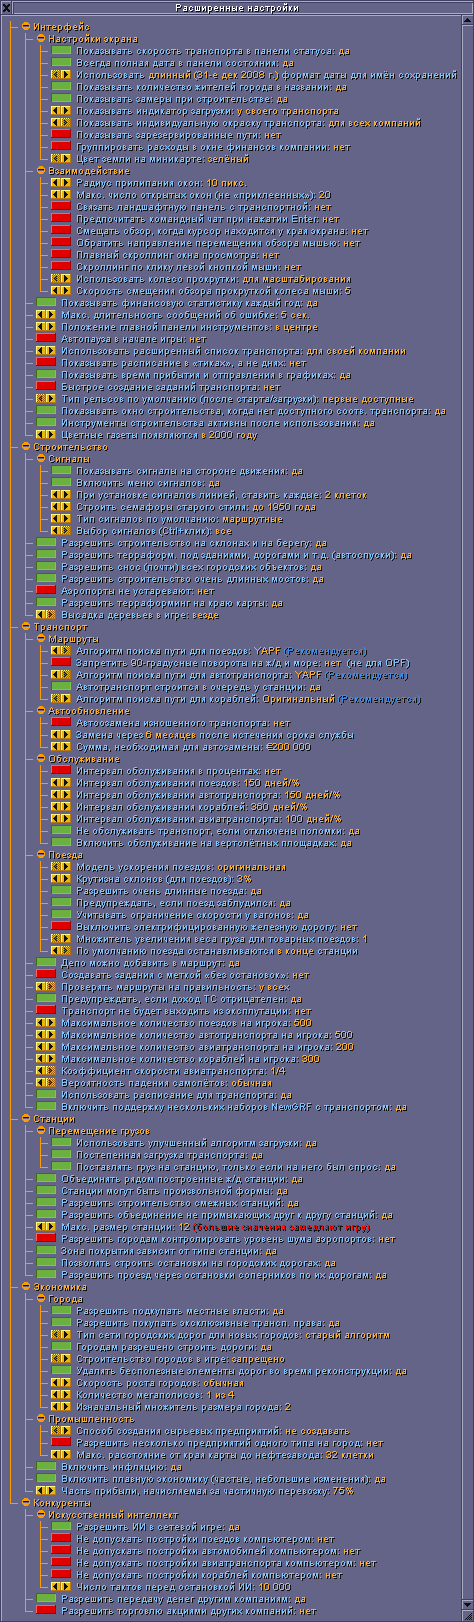 Расширенные настройки
Интерфейс
Настройки экрана
Показывать скорость транспорта в панели статуса: да
Всегда полная дата в панели состояния: да
Использовать длинный (31-е дек 2008 г.) формат даты для имён сохранений
Показывать количество жителей города в названии: да
Показывать замеры при строительстве: да
Показывать индикатор загрузки: у своего транспорта
Показывать индивидуальную окраску транспорта: для всех компаний
Показывать зарезервированные пути: нет
Группировать расходы в окне финансов компании: нет
Цвет земли на миникарте: зелёный
Взаимодействие
Радиус прилипания окон: 10 пикс.
Макс. число открытых окон (не «приклеенных»): 20
Связать ландшафтную панель с транспортной: нет
Предпочитать командный чат при нажатии Enter: нет
Смещать обзор, когда курсор находится у края экрана: нет
Обратить направление перемещения обзора мышью: нет
Плавный скроллинг окна просмотра: нет
Скроллинг по клику левой кнопкой мыши: нет
Использовать колесо прокрутки: для масштабирования
Скорость смещения обзора прокруткой колеса мыши: 5
Показывать финансовую статистику каждый год: да
Макс. длительность сообщений об ошибке: 5 сек.
Положение главной панели инструментов: в центре
Автопауза в начале игры: нет
Использовать расширенный список транспорта: для своей компании
Показывать расписание в «тиках», а не днях: нет
Показывать время прибытия и отправления в графиках: да
Быстрое создание заданий транспорта: нет
Тип рельсов по умолчанию (после старта/загрузки): первые доступные
Показывать окно строительства, когда нет доступного соотв. транспорта: да
Инструменты строительства активны после использования: да
Цветные газеты появляются в 2000 году
Строительство
Сигналы
Показывать сигналы на стороне движения: да
Включить меню сигналов: да
При установке сигналов линией, ставить каждые: 2 клеток
Строить семафоры старого стиля: до 1950 года
Тип сигналов по умолчанию: маршрутные
Выбор сигналов (Ctrl+клик): все
Разрешить строительство на склонах и на берегу: да
Разрешить терраформ. под зданиями, дорогами и т.д. (автоспуски): да
Разрешить снос (почти) всех городских объектов: да
Разрешить строительство очень длинных мостов: да
Аэропорты не устаревают: нет
Разрешить терраформинг на краю карты: да
Высадка деревьев в игре: везде
Транспорт
Маршруты
Алгоритм поиска пути для поездов: YAPF (Рекомендуется)
Запретить 90-градусные повороты на ж/д и море: нет (не для OPF)
Алгоритм поиска пути для автотранспорта: YAPF (Рекомендуется)
Автотранспорт строится в очередь у станции: да
Алгоритм поиска пути для кораблей: Оригинальный (Рекомендуется)
Автообновление
Автозамена изношенного транспорта: нет
Замена через 6 месяцев после истечения срока службы
Сумма, необходимая для автозамены: €200 000
Обслуживание
Интервал обслуживания в процентах: нет
Интервал обслуживания поездов: 150 дней/%
Интервал обслуживания автотранспорта: 150 дней/%
Интервал обслуживания кораблей: 360 дней/%
Интервал обслуживания авиатранспорта: 100 дней/%
Не обслуживать транспорт, если отключены поломки: да
Включить обслуживание на вертолётных площадках: да
Поезда
Модель ускорения поездов: оригинальная
Крутизна склонов (для поездов): 3%
Разрешить очень длинные поезда: да
Предупреждать, если поезд заблудился: да
Учитывать ограничение скорости у вагонов: да
Выключить электрифицированную железную дорогу: нет
Множитель увеличения веса груза для товарных поездов: 1
По умолчанию поезда останавливаются в конце станции
Депо можно добавить в маршрут: да
Создавать задания с меткой «без остановок»: нет
Проверять маршруты на правильность: у всех
Предупреждать, если доход ТС отрицателен: да
Транспорт не будет выходить из эксплутации: нет
Максимальное количество поездов на игрока: 500
Максимальное количество автотранспорта на игрока: 500
Максимальное количество авиатранспорта на игрока: 200
Максимальное количество кораблей на игрока: 300
Коэффициент скорости авиатранспорта: 1/4
Вероятность падения самолётов: обычная
Использовать расписание для транспорта: да
Включить поддержку нескольких наборов NewGRF с транспортом: да
Станции
Перемещение грузов
Использовать улучшенный алгоритм загрузки: да
Постепенная загрузка транспорта: да
Поставлять груз на станцию, только если на него был спрос: да
Объединять рядом построенные ж/д станции: да
Станции могут быть произвольной формы: да
Разрешить строительство смежных станций: да
Разрешить объединение не примыкающих друг к другу станций: да
Макс. размер станции: 12 (большие значения замедляют игру)
Разрешить городам контролировать уровень шума аэропортов: нет
Зона покрытия зависит от типа станции: да
Позволять строить остановки на городских дорогах: да
Разрешить проезд через остановки соперников по их дорогам: да
Экономика
Города
Разрешить подкупать местные власти: да
Разрешить покупать эксклюзивные трансп. права: да
Тип сети городских дорог для новых городов: старый алгоритм
Городам разрешено строить дороги: да
Строительство городов в игре: запрещено
Удалять бесполезные элементы дорог во время реконструкции: да
Скорость роста городов: обычная
Количество мегаполисов: 1 из 4
Изначальный множитель размера города: 2
Промышленность
Способ создания сырьевых предприятий: не создавать
Разрешить несколько предприятий одного типа на город: нет
Макс. расстояние от края карты до нефтезавода: 32 клетки
Включить инфляцию: да
Включить плавную экономику (частые, небольшие изменения): да
Часть прибыли, начисляемая за частичную перевозку: 75%
Конкуренты
Искусственный интеллект
Разрешить ИИ в сетевой игре: да
Не допускать постройки поездов компьютером: нет
Не допускать постройки автомобилей компьютером: нет
Не допускать постройки авиатранспорта компьютером: нет
Не допускать постройки кораблей компьютером: нет
Число тактов перед остановкой ИИ: 10 000
Разрешить передачу денег другим компаниям: да
Разрешить торговлю акциями других компаний: нет